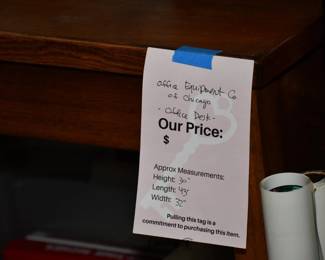 Office Equipment Co
of Chicago
- Office Desk -
Our Price:
$
Approx Measurements:
Height: 30"
Length: 45"
Width: 32"
Pulling this tag is a
commitment to purchasing this item.